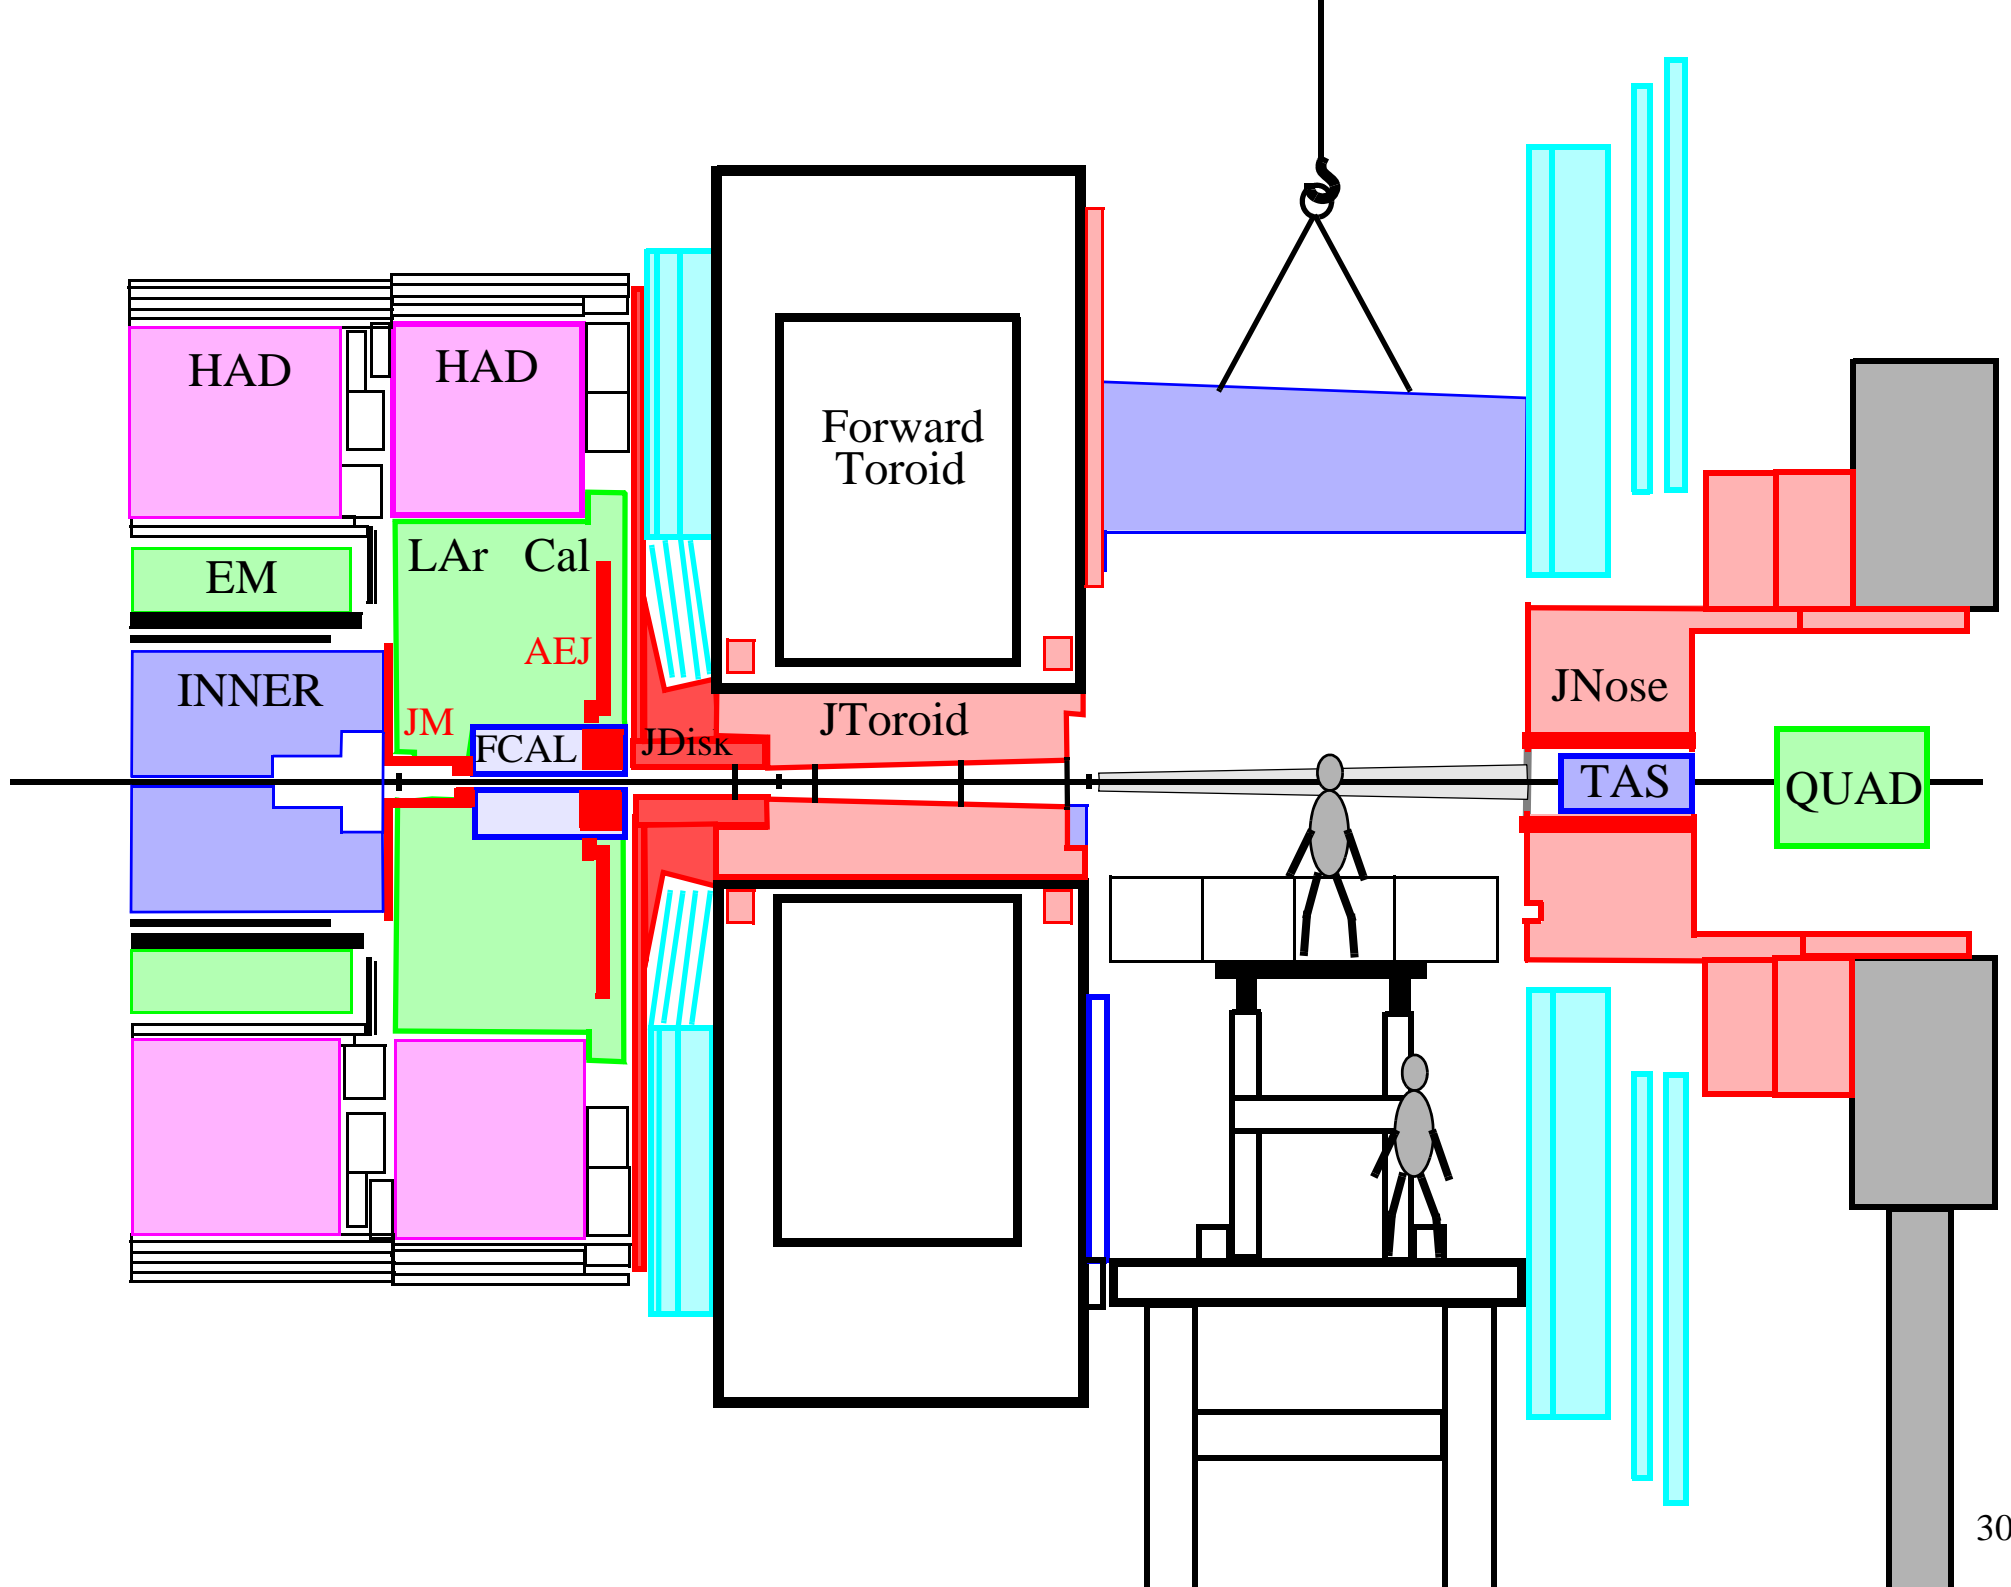 HAD
HAD
Forward
Toroid
LAr Cal
EM
AEJ
INNER
JM
JNose
JToroid
FCAL
JDisk
TAS
QUAD
30